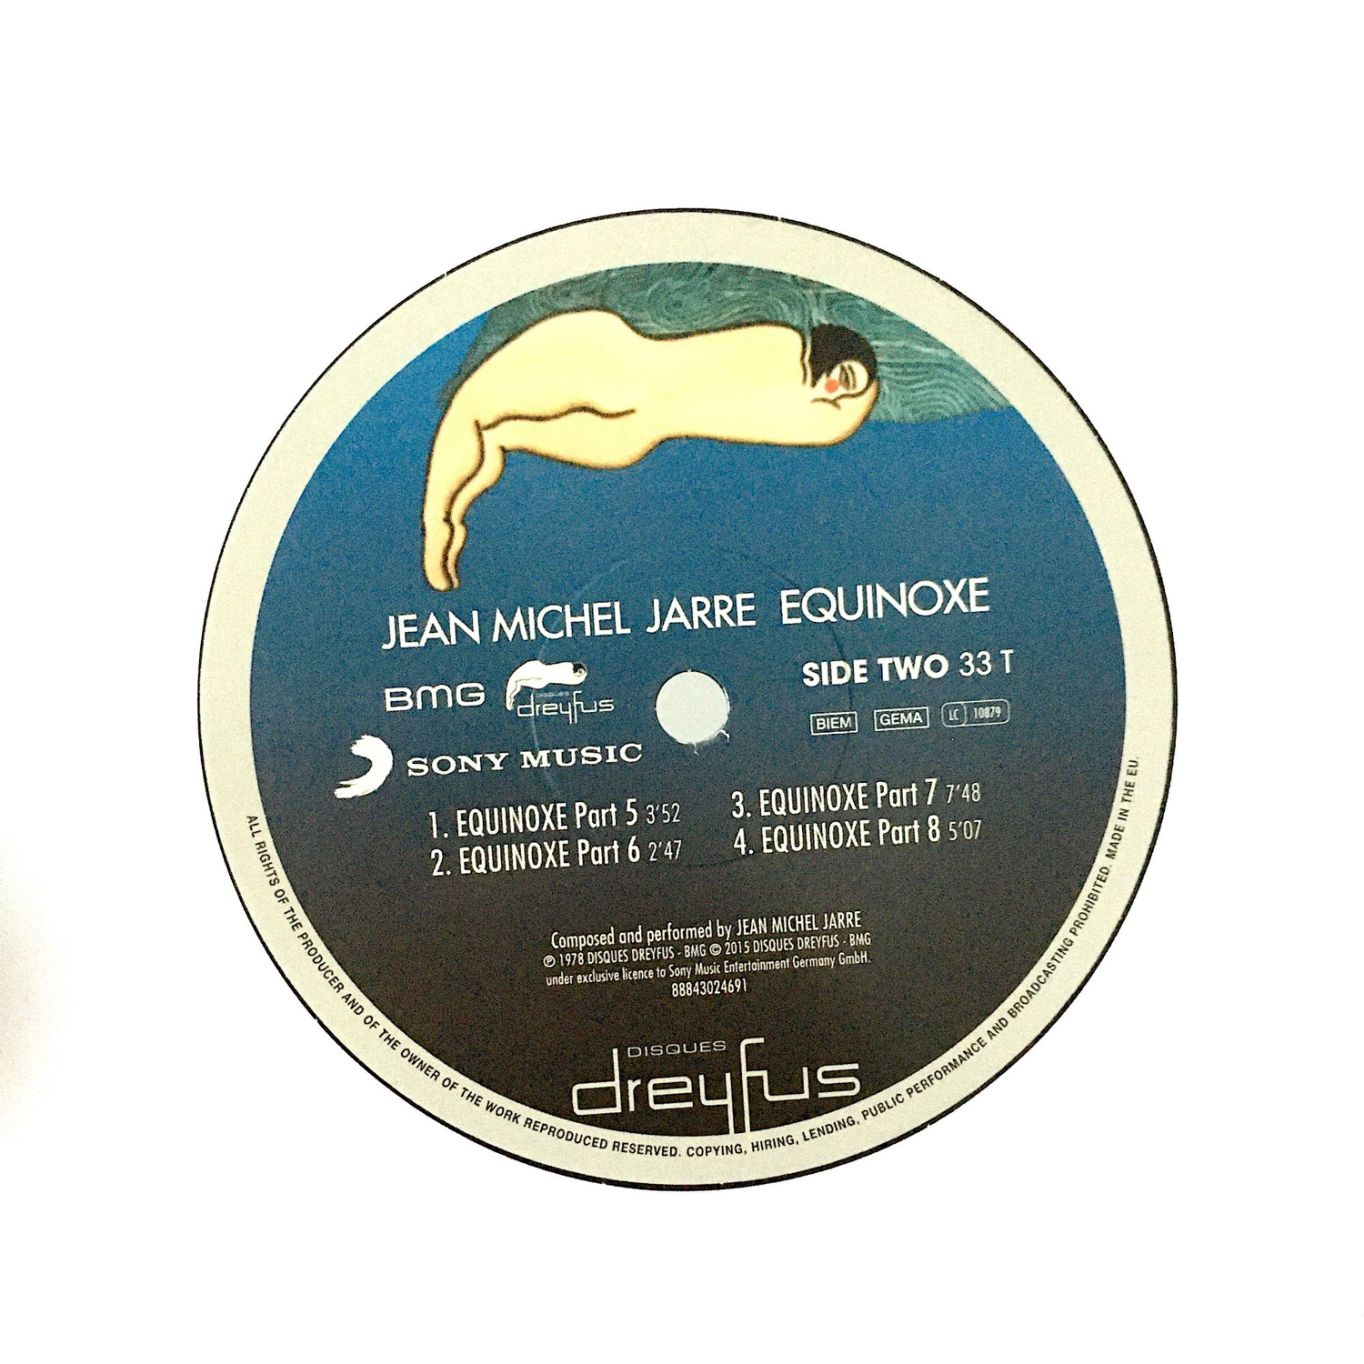 JEAN MICHEL JARRE EQUINOXE
BMG
DISQUES
dreyfus
SIDE TWO 33 T
BIEM GEMA LC 10879
SONY MUSIC
1. EQUINOXE Part 5 3'52
2. EQUINOXE Part 6 2'47
3. EQUINOXE Part 7 7'48
4. EQUINOXE Part 8 5'07
Composed and performed by JEAN MICHEL JARRE
℗ 1978 DISQUES DREYFUS - BMG © 2015 DISQUES DREYFUS - BMG
under exclusive licence to Sony Music Entertainment Germany GmbH.
88843024691
DISQUES
dreyfus
ALL RIGHTS OF THE PRODUCER AND OF THE OWNER OF THE WORK REPRODUCED RESERVED. COPYING, HIRING, LENDING, PUBLIC PERFORMANCE AND BROADCASTING PROHIBITED. MADE IN THE EU.